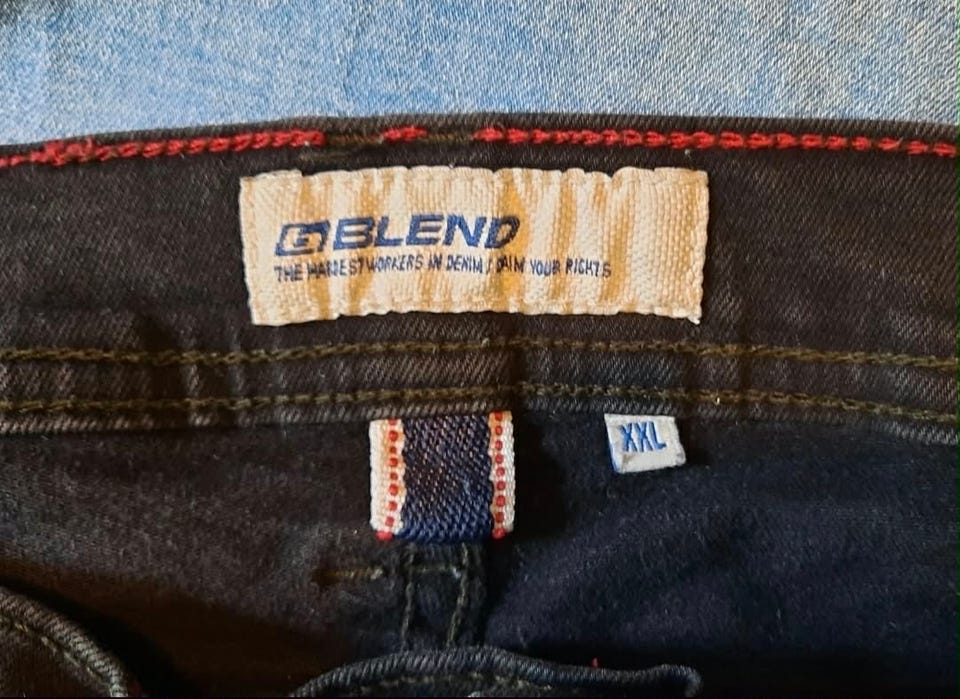 BLEND
THE HARDEST WORKERS IN DENIM / CLAIM YOUR RIGHTS
XXL